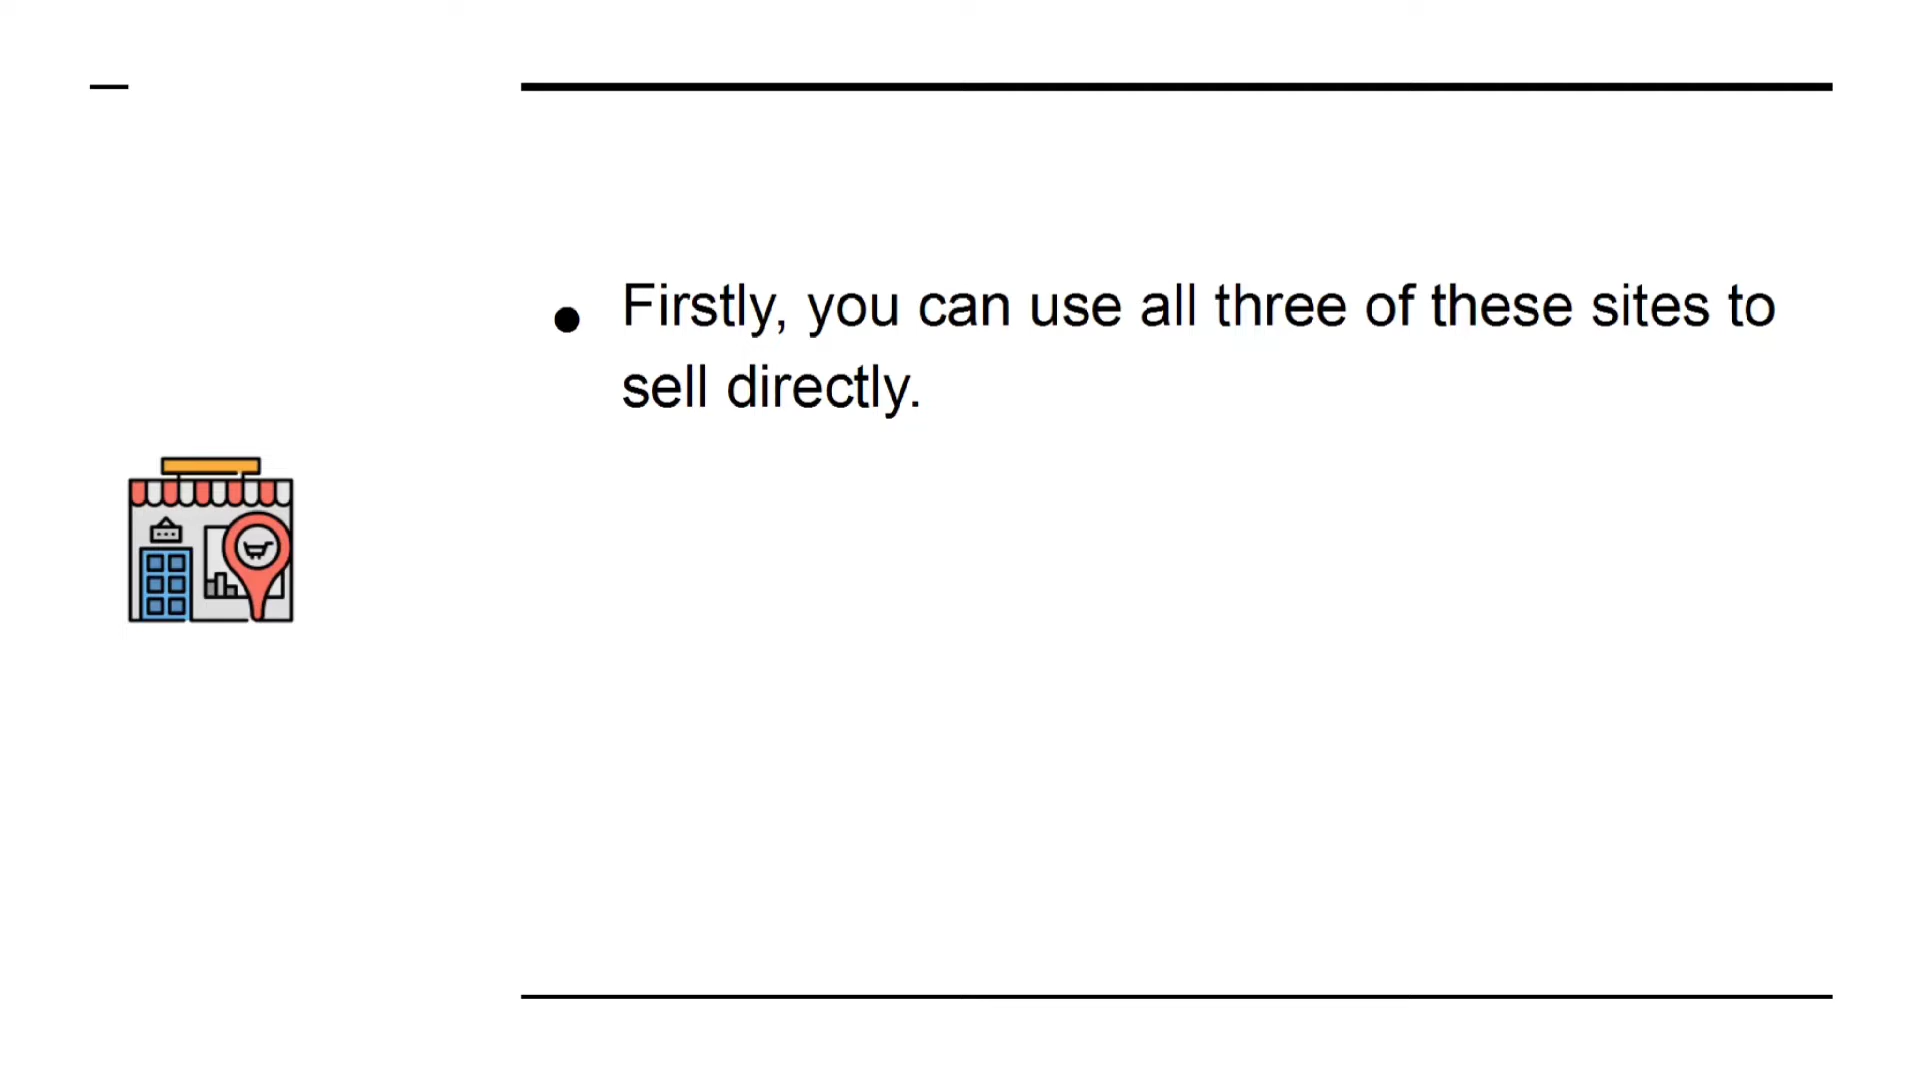 Firstly, you can use all three of these sites to
sell directly.